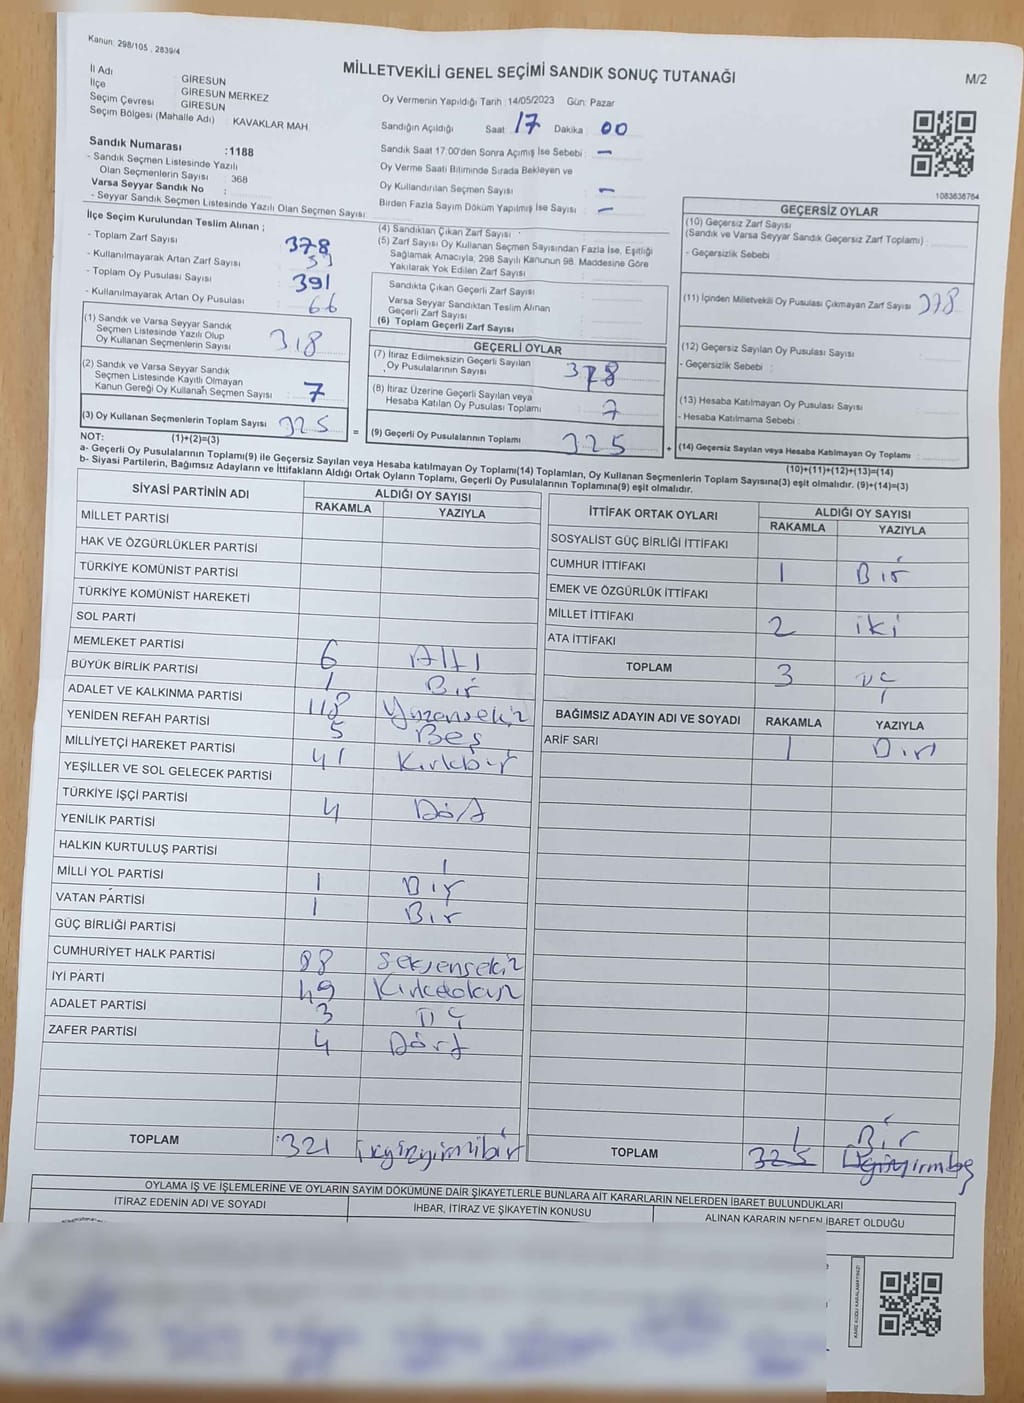 Kanun: 298/105 , 2839/4
MİLLETVEKİLİ GENEL SEÇİMİ SANDIK SONUÇ TUTANAĞI
M/2
İl Adı GİRESUN
İlçe GİRESUN MERKEZ
Seçim Çevresi GİRESUN
Seçim Bölgesi (Mahalle Adı) : KAVAKLAR MAH
Sandık Numarası :1188
- Sandık Seçmen Listesinde Yazılı
Olan Seçmenlerin Sayısı : 368
Varsa Seyyar Sandık No :
- Seyyar Sandık Seçmen Listesinde Yazılı Olan Seçmen Sayısı:
Oy Vermenin Yapıldığı Tarih :14/05/2023 Gün: Pazar
Sandığın Açıldığı Saat 17 Dakika : 00
Sandık Saat 17:00'den Sonra Açımış İse Sebebi : –
Oy Verme Saati Bitiminde Sırada Bekleyen ve
Oy Kullandırılan Seçmen Sayısı : –
Birden Fazla Sayım Döküm Yapılmış İse Sayısı : –
1083636764
İlçe Seçim Kurulundan Teslim Alınan ;
- Toplam Zarf Sayısı : 378
- Kullanılmayarak Artan Zarf Sayısı : 53
- Toplam Oy Pusulası Sayısı : 391
- Kullanılmayarak Artan Oy Pusulası : 66
(1) Sandık ve Varsa Seyyar Sandık
Seçmen Listesinde Yazılı Olup
Oy Kullanan Seçmenlerin Sayısı : 318
(2) Sandık ve Varsa Seyyar Sandık
Seçmen Listesinde Kayıtlı Olmayan
Kanun Gereği Oy Kullanan Seçmen Sayısı : 7
(3) Oy Kullanan Seçmenlerin Toplam Sayısı : 325
(1)+(2)=(3)
(4) Sandıktan Çıkan Zarf Sayısı :
(5) Zarf Sayısı Oy Kullanan Seçmen Sayısından Fazla İse, Eşitliği
Sağlamak Amacıyla, 298 Sayılı Kanunun 98. Maddesine Göre
Yakılarak Yok Edilen Zarf Sayısı :
Sandıkta Çıkan Geçerli Zarf Sayısı :
Varsa Seyyar Sandıktan Teslim Alınan
Geçerli Zarf Sayısı :
(6) Toplam Geçerli Zarf Sayısı :
GEÇERLİ OYLAR
(7) İtiraz Edilmeksizin Geçerli Sayılan
Oy Pusulalarının Sayısı :
(8) İtiraz Üzerine Geçerli Sayılan veya
Hesaba Katılan Oy Pusulası Toplamı : 7
= (9) Geçerli Oy Pusulalarının Toplamı : 325
GEÇERSİZ OYLAR
(10) Geçersiz Zarf Sayısı
(Sandık ve Varsa Seyyar Sandık Geçersiz Zarf Toplamı) :
- Geçersizlik Sebebi :
(11) İçinden Milletvekili Oy Pusulası Çıkmayan Zarf Sayısı :
(12) Geçersiz Sayılan Oy Pusulası Sayısı :
- Geçersizlik Sebebi :
(13) Hesaba Katılmayan Oy Pusulası Sayısı :
- Hesaba Katılmama Sebebi :
+ (14) Geçersiz Sayılan veya Hesaba Katılmayan Oy Toplamı :
(10)+(11)+(12)+(13)=(14)
NOT:
a- Geçerli Oy Pusulalarının Toplamı(9) ile Geçersiz Sayılan veya Hesaba katılmayan Oy Toplamı(14) Toplamları, Oy Kullanan Seçmenlerin Toplam Sayısına(3) eşit olmalıdır. (9)+(14)=(3)
b- Siyasi Partilerin, Bağımsız Adayların ve İttifakların Aldığı Ortak Oyların Toplamı, Geçerli Oy Pusulalarının Toplamına(9) eşit olmalıdır.
SİYASİ PARTİNİN ADI ALDIĞI OY SAYISI
RAKAMLA YAZIYLA
MİLLET PARTİSİ
HAK VE ÖZGÜRLÜKLER PARTİSİ
TÜRKİYE KOMÜNİST PARTİSİ
TÜRKİYE KOMÜNİST HAREKETİ
SOL PARTİ
MEMLEKET PARTİSİ 6 Altı
BÜYÜK BİRLİK PARTİSİ 1 Bir
ADALET VE KALKINMA PARTİSİ 118 Yüzonsekiz
YENİDEN REFAH PARTİSİ 5 Beş
MİLLİYETÇİ HAREKET PARTİSİ 41 Kırkbir
YEŞİLLER VE SOL GELECEK PARTİSİ
TÜRKİYE İŞÇİ PARTİSİ 4 Dört
YENİLİK PARTİSİ
HALKIN KURTULUŞ PARTİSİ
MİLLİ YOL PARTİSİ 1 Bir
VATAN PARTİSİ 1 Bir
GÜÇ BİRLİĞİ PARTİSİ
CUMHURİYET HALK PARTİSİ 88 Seksensekiz
İYİ PARTİ 49 Kırkdokuz
ADALET PARTİSİ 3 Üç
ZAFER PARTİSİ 4 Dört
TOPLAM 321
İTTİFAK ORTAK OYLARI ALDIĞI OY SAYISI
RAKAMLA YAZIYLA
SOSYALİST GÜÇ BİRLİĞİ İTTİFAKI
CUMHUR İTTİFAKI 1 Bir
EMEK VE ÖZGÜRLÜK İTTİFAKI
MİLLET İTTİFAKI 2 iki
ATA İTTİFAKI
TOPLAM 3 üç
BAĞIMSIZ ADAYIN ADI VE SOYADI RAKAMLA YAZIYLA
ARİF SARI 1 Bir
1 Bir
TOPLAM 325
OYLAMA İŞ VE İŞLEMLERİNE VE OYLARIN SAYIM DÖKÜMÜNE DAİR ŞİKAYETLERLE BUNLARA AİT KARARLARIN NELERDEN İBARET BULUNDUKLARI
İTİRAZ EDENİN ADI VE SOYADI İHBAR, İTİRAZ VE ŞİKAYETİN KONUSU ALINAN KARARIN NEDEN İBARET OLDUĞU
KARE KODU KARALAMAYINIZ!